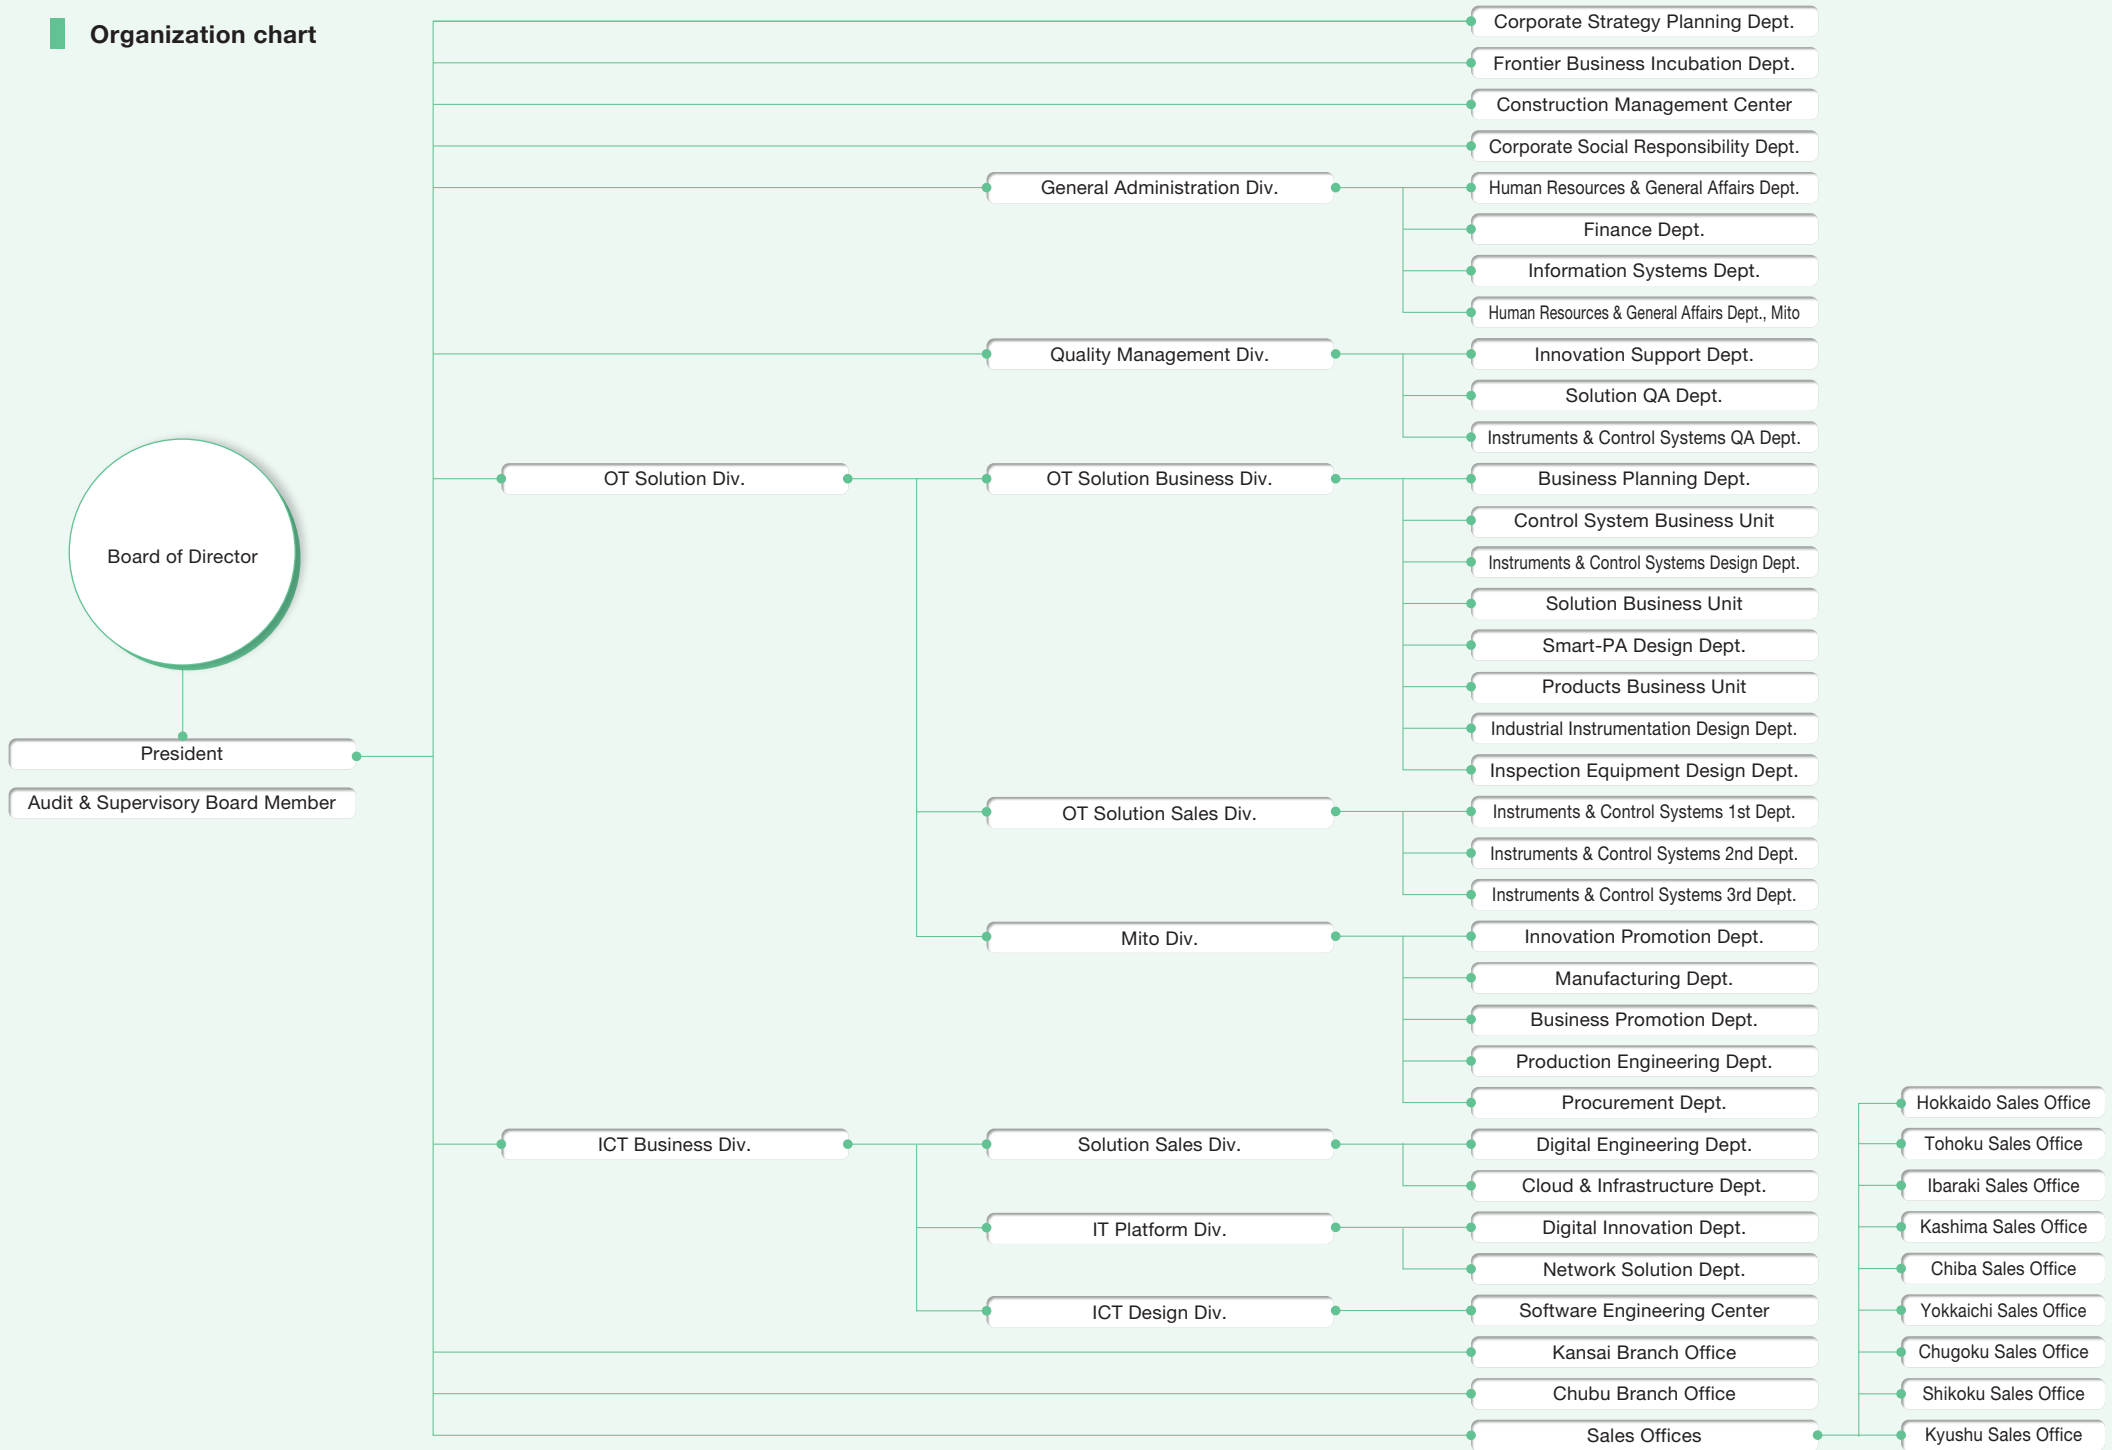 Organization chart
Board of Director
President
Audit & Supervisory Board Member
Corporate Strategy Planning Dept.
Frontier Business Incubation Dept.
Construction Management Center
Corporate Social Responsibility Dept.
General Administration Div.
Human Resources & General Affairs Dept.
Finance Dept.
Information Systems Dept.
Human Resources & General Affairs Dept., Mito
Quality Management Div.
Innovation Support Dept.
Solution QA Dept.
Instruments & Control Systems QA Dept.
OT Solution Div.
OT Solution Business Div.
Business Planning Dept.
Control System Business Unit
Instruments & Control Systems Design Dept.
Solution Business Unit
Smart-PA Design Dept.
Products Business Unit
Industrial Instrumentation Design Dept.
Inspection Equipment Design Dept.
OT Solution Sales Div.
Instruments & Control Systems 1st Dept.
Instruments & Control Systems 2nd Dept.
Instruments & Control Systems 3rd Dept.
Mito Div.
Innovation Promotion Dept.
Manufacturing Dept.
Business Promotion Dept.
Production Engineering Dept.
Procurement Dept.
ICT Business Div.
Solution Sales Div.
Digital Engineering Dept.
Cloud & Infrastructure Dept.
IT Platform Div.
Digital Innovation Dept.
Network Solution Dept.
ICT Design Div.
Software Engineering Center
Kansai Branch Office
Chubu Branch Office
Sales Offices
Hokkaido Sales Office
Tohoku Sales Office
Ibaraki Sales Office
Kashima Sales Office
Chiba Sales Office
Yokkaichi Sales Office
Chugoku Sales Office
Shikoku Sales Office
Kyushu Sales Office